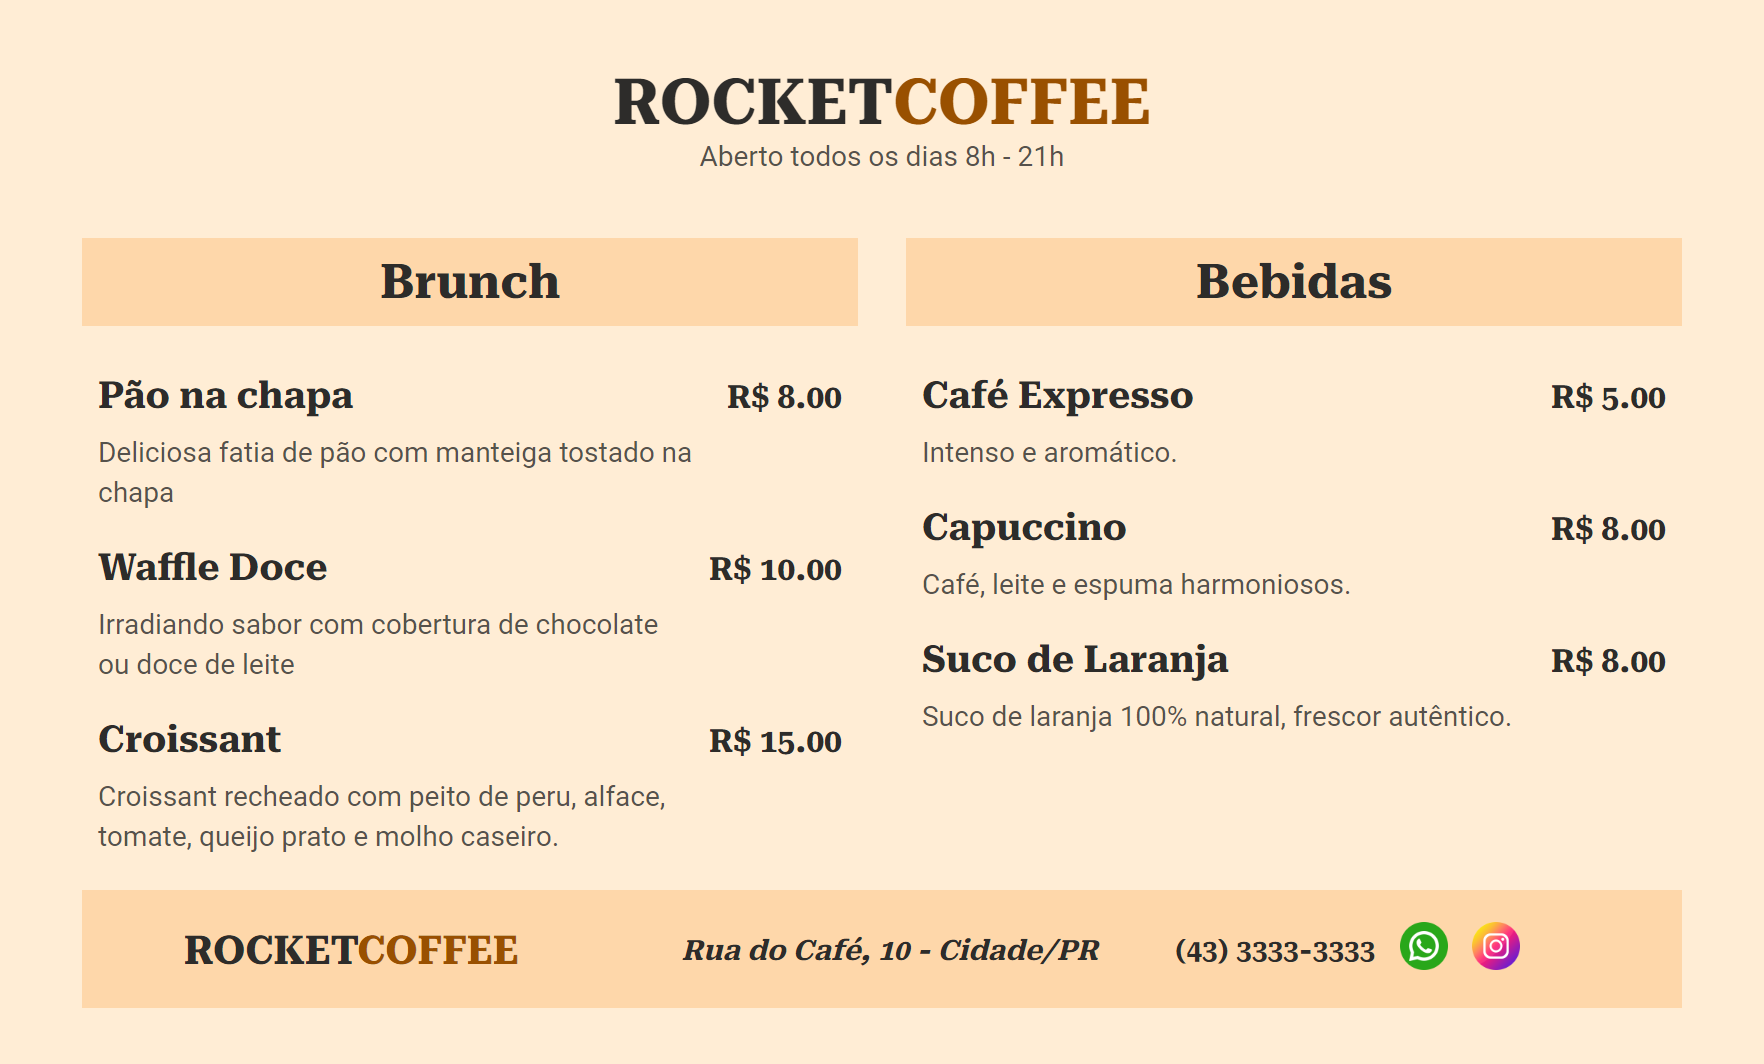 ROCKETCOFFEE
Aberto todos os dias 8h - 21h
Brunch
Pão na chapa R$ 8.00
Deliciosa fatia de pão com manteiga tostado na
chapa
Waffle Doce R$ 10.00
Irradiando sabor com cobertura de chocolate
ou doce de leite
Croissant R$ 15.00
Croissant recheado com peito de peru, alface,
tomate, queijo prato e molho caseiro.
Bebidas
Café Expresso R$ 5.00
Intenso e aromático.
Capuccino R$ 8.00
Café, leite e espuma harmoniosos.
Suco de Laranja R$ 8.00
Suco de laranja 100% natural, frescor autêntico.
ROCKETCOFFEE Rua do Café, 10 - Cidade/PR (43) 3333-3333